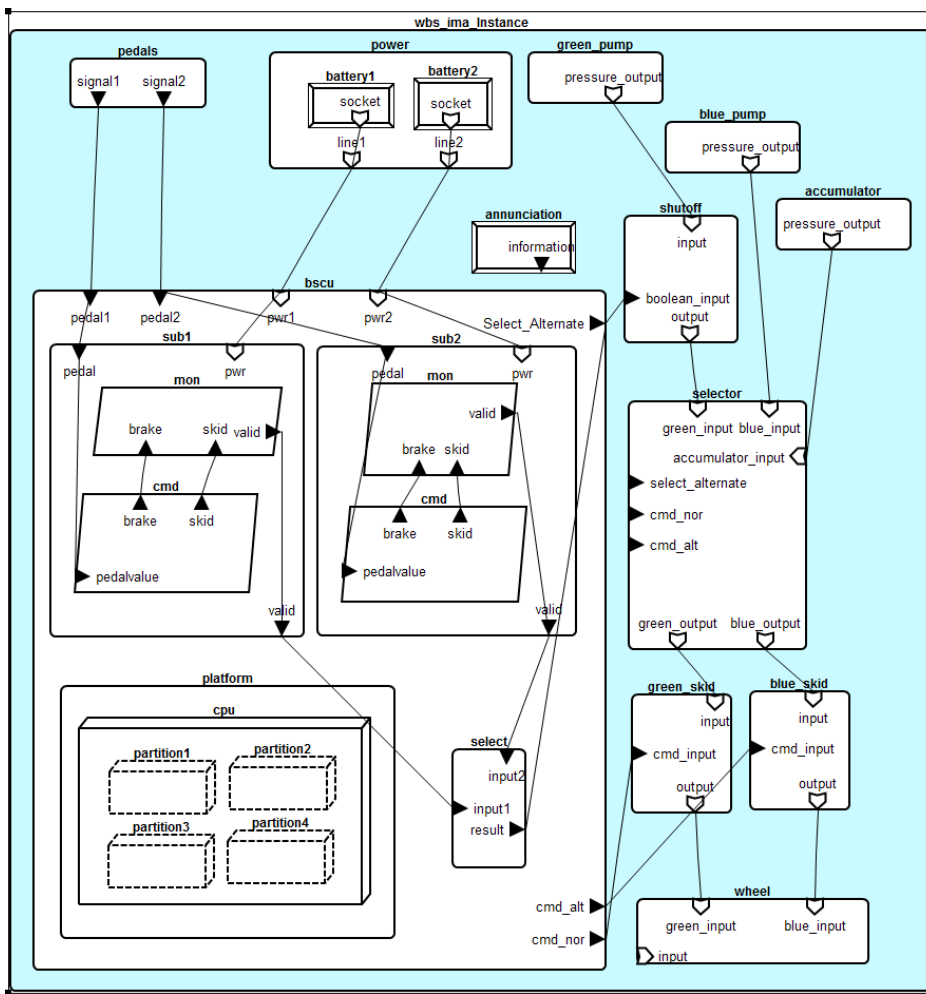 wbs_ima_Instance
pedals
signal1
signal2
power
battery1
socket
battery2
socket
line1
line2
green_pump
pressure_output
blue_pump
pressure_output
accumulator
pressure_output
annunciation
information
shutoff
input
boolean_input
output
bscu
pedal1
pedal2
pwr1
pwr2
Select_Alternate
sub1
pedal
pwr
mon
brake
skid
valid
cmd
brake
skid
pedalvalue
valid
sub2
pedal
pwr
mon
valid
brake
skid
cmd
brake
skid
pedalvalue
valid
selector
green_input
blue_input
accumulator_input
select_alternate
cmd_nor
cmd_alt
green_output
blue_output
platform
cpu
partition1
partition2
partition3
partition4
select
input2
input1
result
cmd_alt
cmd_nor
green_skid
input
cmd_input
output
blue_skid
input
cmd_input
output
wheel
green_input
blue_input
input